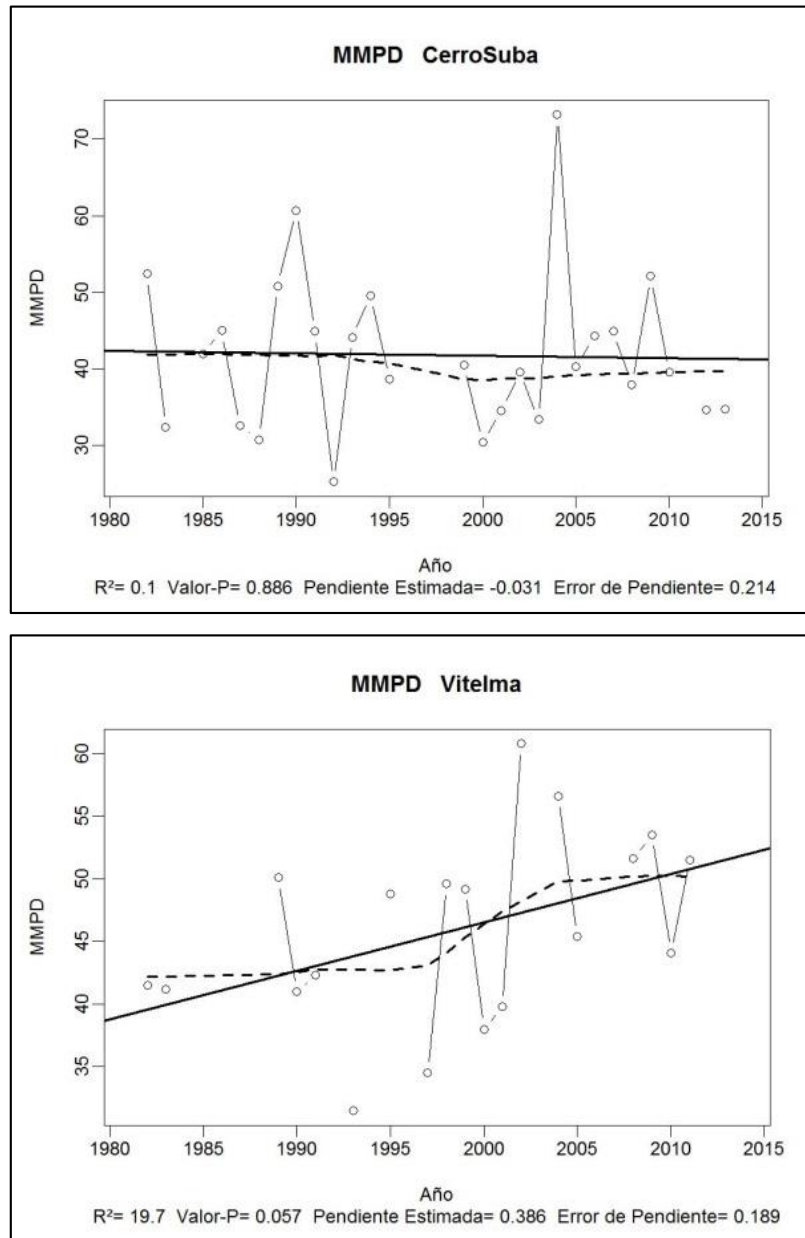 MMPD CerroSuba
70
60
50
40
30
MMPD
1980 1985 1990 1995 2000 2005 2010 2015
Año
R²= 0.1 Valor-P= 0.886 Pendiente Estimada= -0.031 Error de Pendiente= 0.214
MMPD Vitelma
60
55
50
45
40
35
MMPD
1980 1985 1990 1995 2000 2005 2010 2015
Año
R²= 19.7 Valor-P= 0.057 Pendiente Estimada= 0.386 Error de Pendiente= 0.189